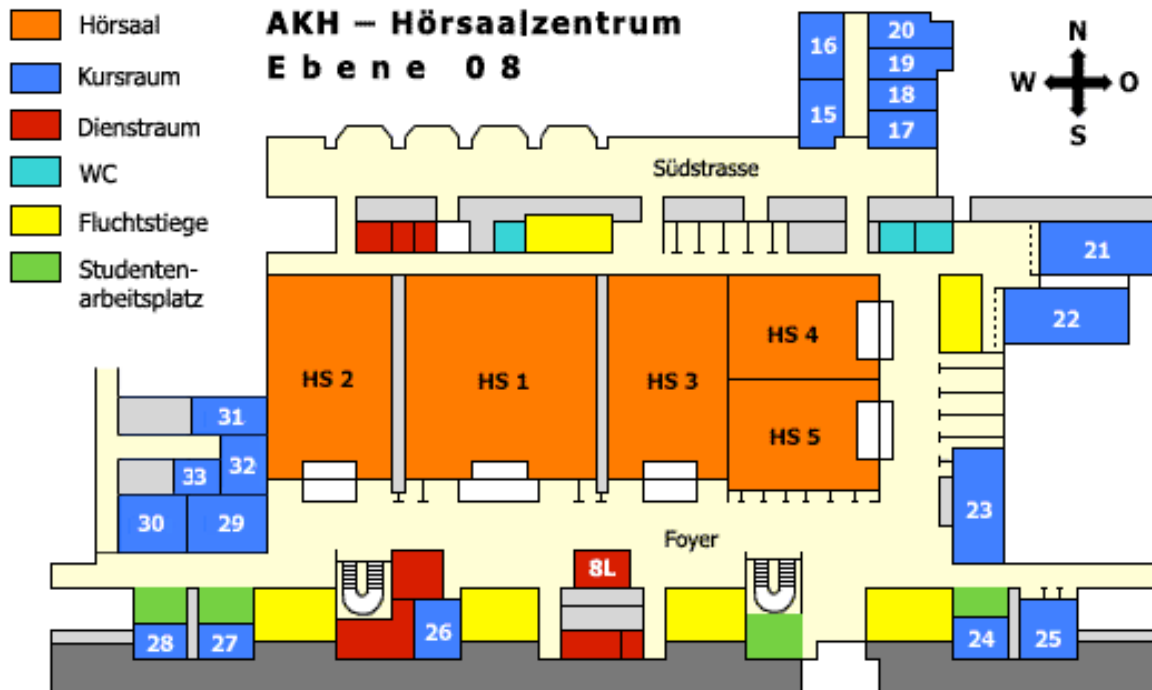 AKH – Hörsaalzentrum
Ebene 08
Hörsaal
Kursraum
Dienstraum
WC
Fluchtstiege
Studenten-
arbeitsplatz
N
W O
S
16
20
19
15
18
17
Südstrasse
21
22
HS 2
HS 1
HS 3
HS 4
HS 5
31
32
33
30
29
23
Foyer
8L
28
27
26
24
25